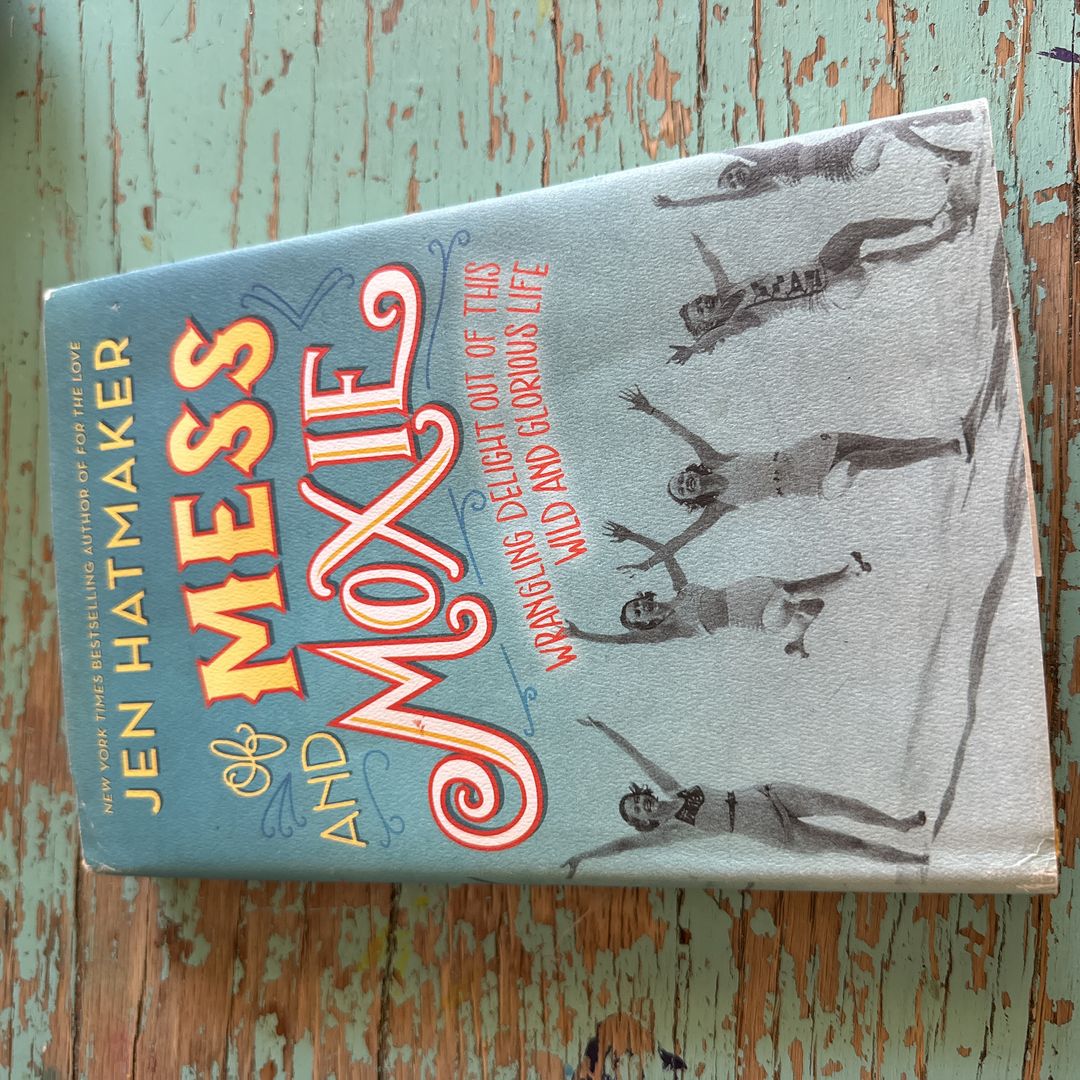 NEW YORK TIMES BESTSELLING AUTHOR OF FOR THE LOVE
JEN HATMAKER
of MESS
AND MOXIE
WRANGLING DELIGHT OUT OF THIS
WILD AND GLORIOUS LIFE